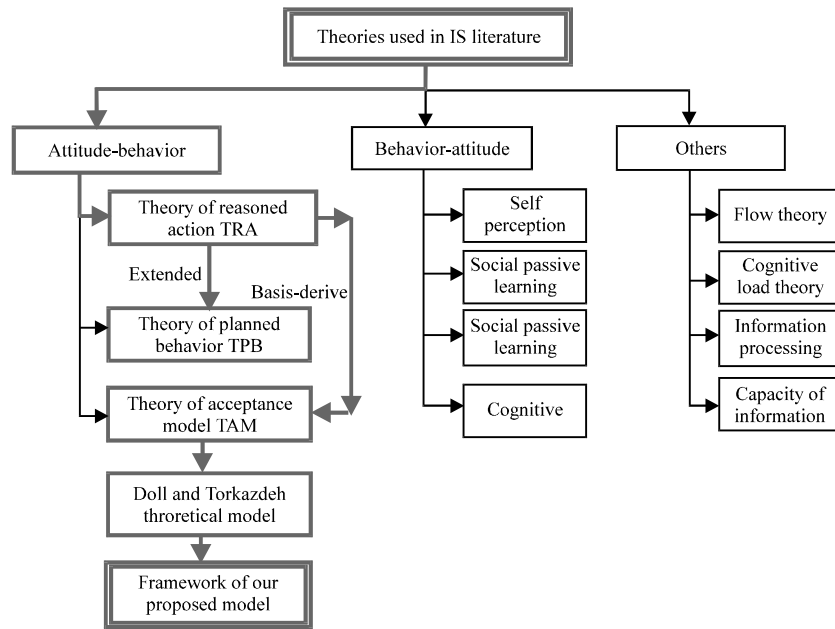 Theories used in IS literature
Attitude-behavior
Behavior-attitude
Others
Theory of reasoned
action TRA
Extended
Basis-derive
Theory of planned
behavior TPB
Theory of acceptance
model TAM
Doll and Torkazdeh
throretical model
Framework of our
proposed model
Self
perception
Social passive
learning
Social passive
learning
Cognitive
Flow theory
Cognitive
load theory
Information
processing
Capacity of
information